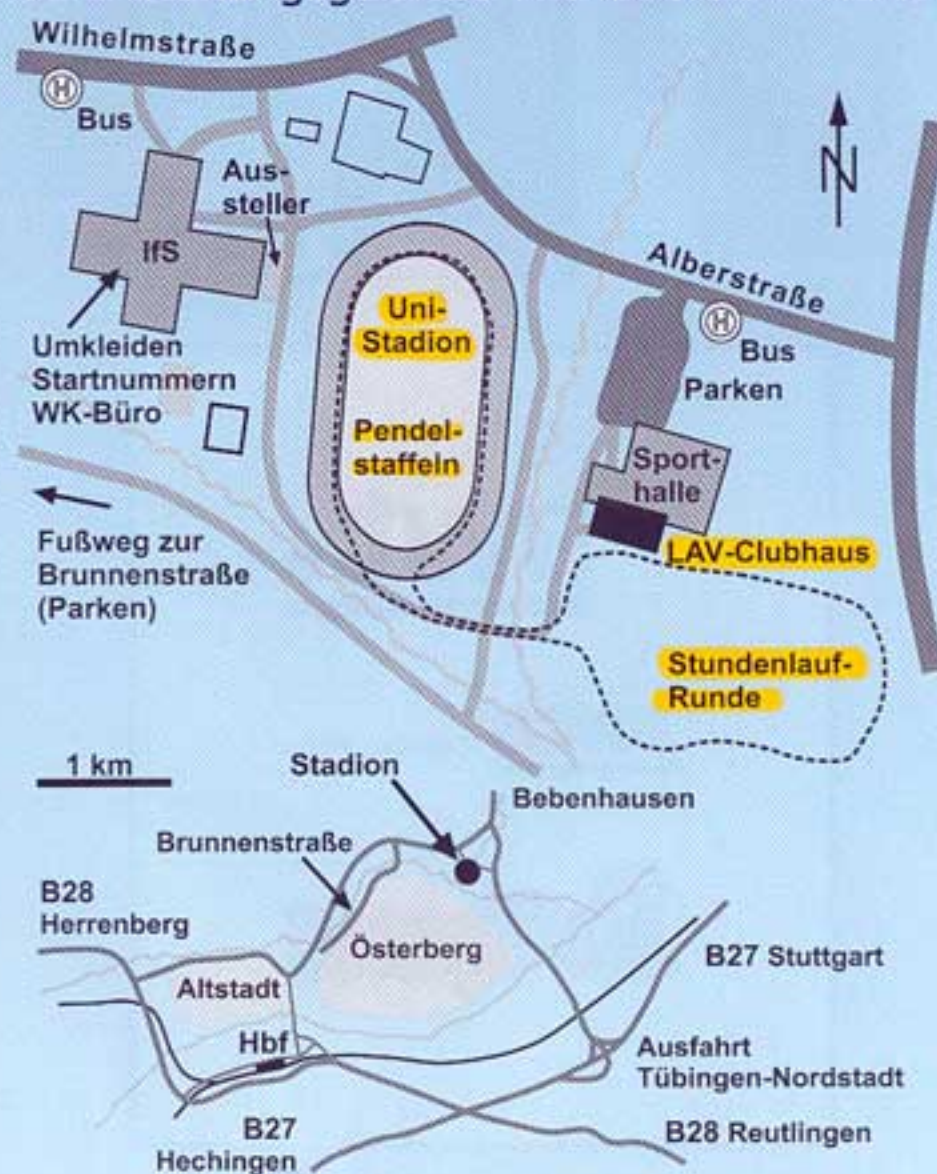 Wilhelmstraße
H
Bus
Aus-
steller
N
IfS
Uni-
Stadion
Alberstraße
H
Bus
Umkleiden
Startnummern
WK-Büro
Parken
Pendel-
staffeln
Sport-
halle
Fußweg zur
Brunnenstraße
(Parken)
LAV-Clubhaus
Stundenlauf-
Runde
1 km
Stadion
Bebenhausen
Brunnenstraße
B28
Herrenberg
Österberg
B27 Stuttgart
Altstadt
Hbf
Ausfahrt
Tübingen-Nordstadt
B27
Hechingen
B28 Reutlingen